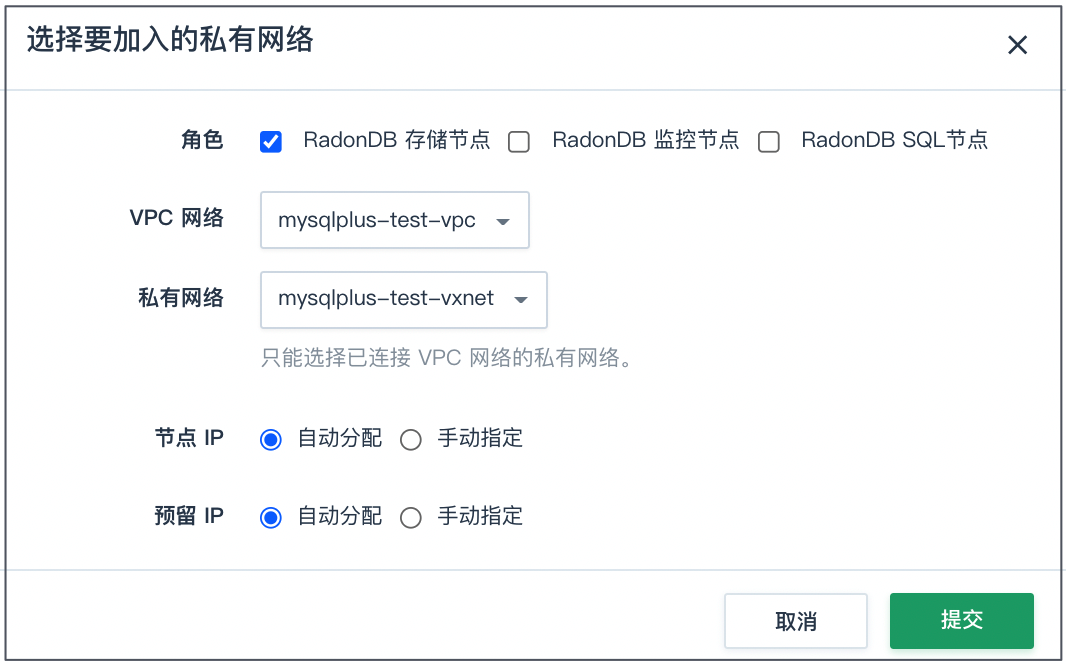 选择要加入的私有网络
角色 RadonDB 存储节点 RadonDB 监控节点 RadonDB SQL节点
VPC 网络 mysqlplus-test-vpc
私有网络 mysqlplus-test-vxnet
只能选择已连接 VPC 网络的私有网络。
节点 IP 自动分配 手动指定
预留 IP 自动分配 手动指定
取消 提交